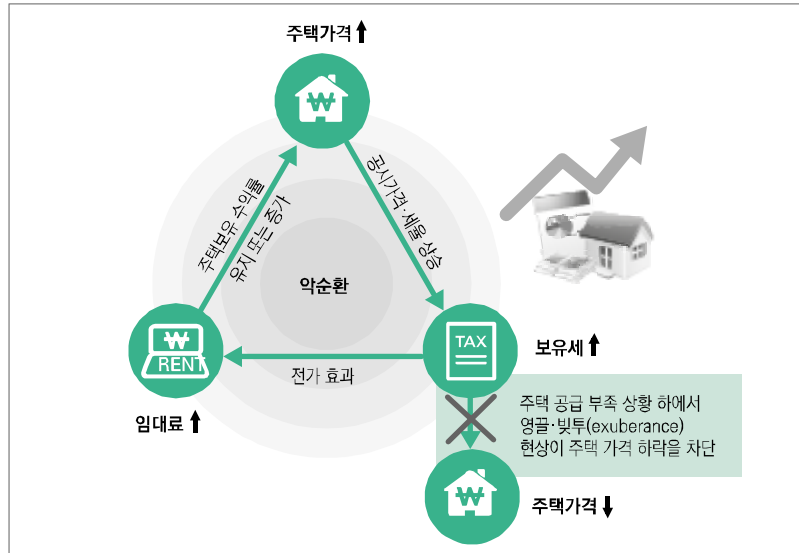 주택가격 ⬆
₩
공시가격·세율 상승
주택보유 수익률
유지 또는 증가
악순환
₩
RENT
TAX
보유세 ⬆
전가 효과
임대료 ⬆
주택 공급 부족 상황 하에서
영끌·빚투(exuberance)
현상이 주택 가격 하락을 차단
₩
주택가격 ⬇